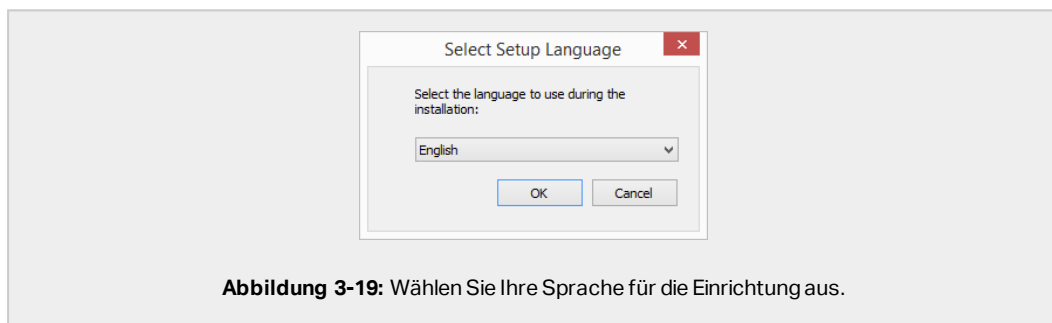 Select Setup Language
Select the language to use during the
installation:
English
OK
Cancel
Abbildung 3-19: Wählen Sie Ihre Sprache für die Einrichtung aus.